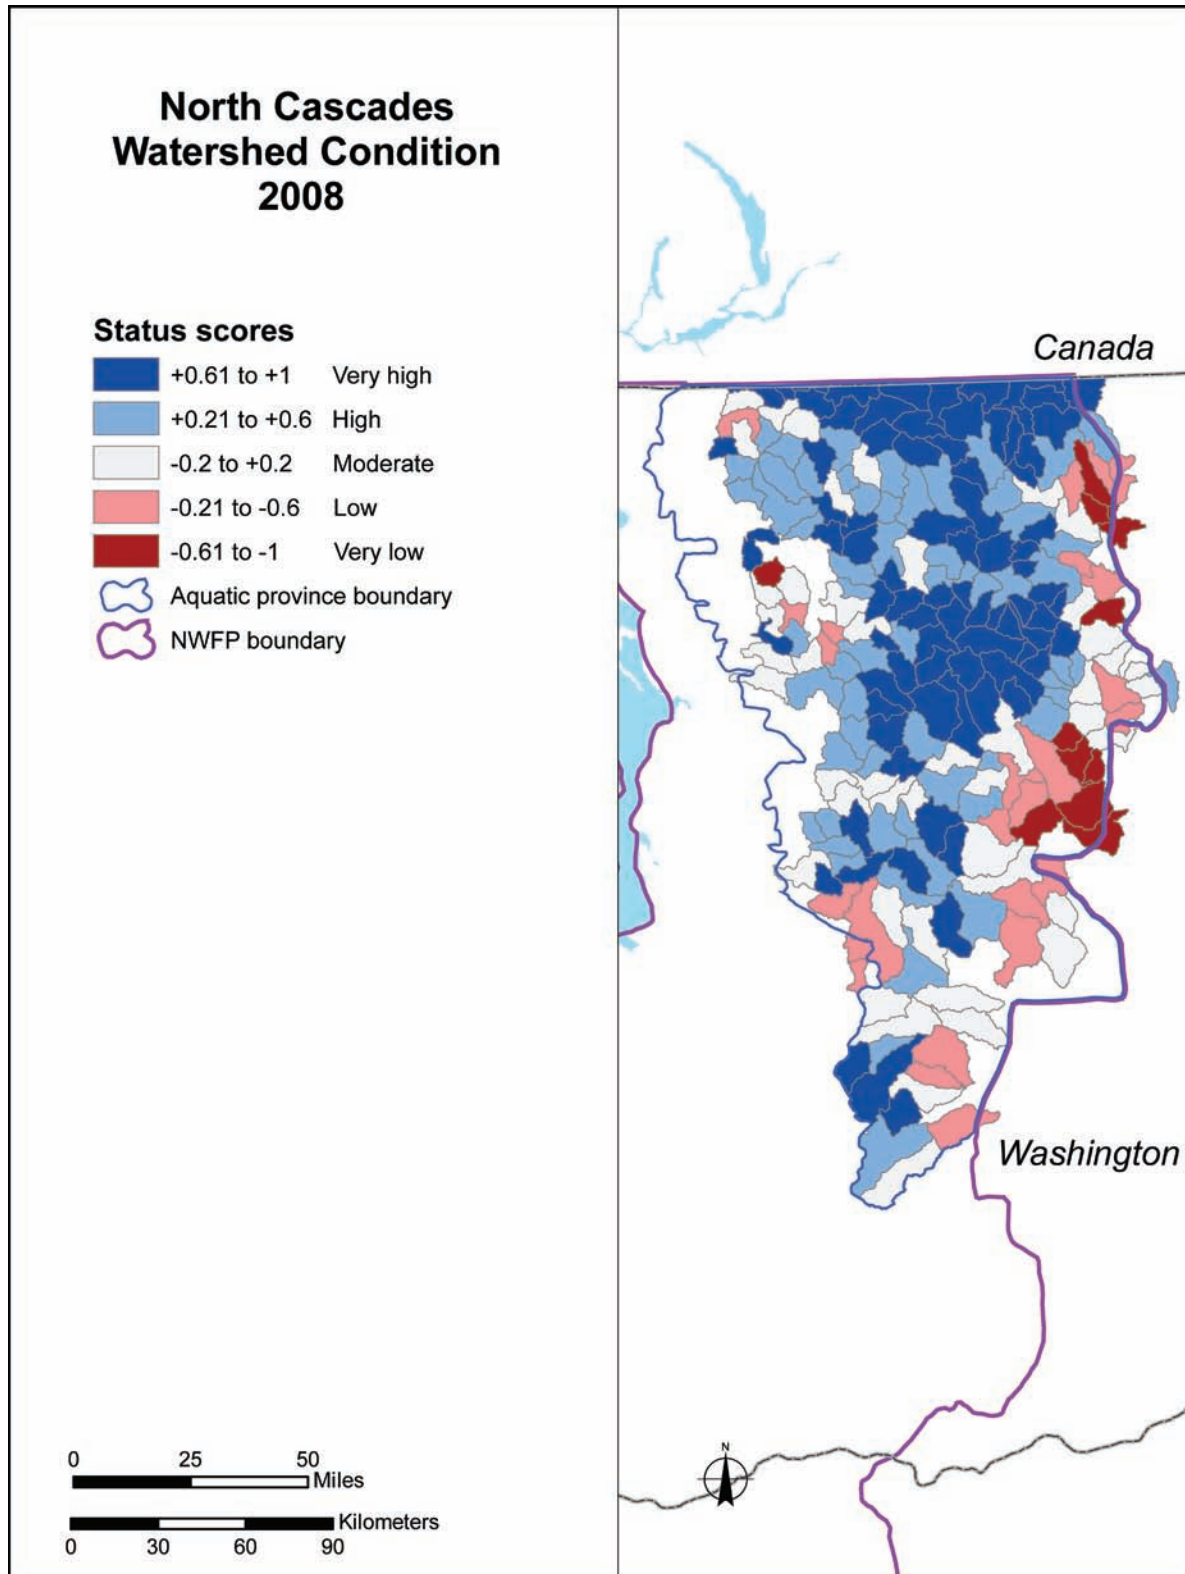 North Cascades
Watershed Condition
2008
Status scores
+0.61 to +1 Very high
+0.21 to +0.6 High
-0.2 to +0.2 Moderate
-0.21 to -0.6 Low
-0.61 to -1 Very low
Aquatic province boundary
NWFP boundary
Canada
Washington
N
0 25 50
Miles
Kilometers
0 30 60 90